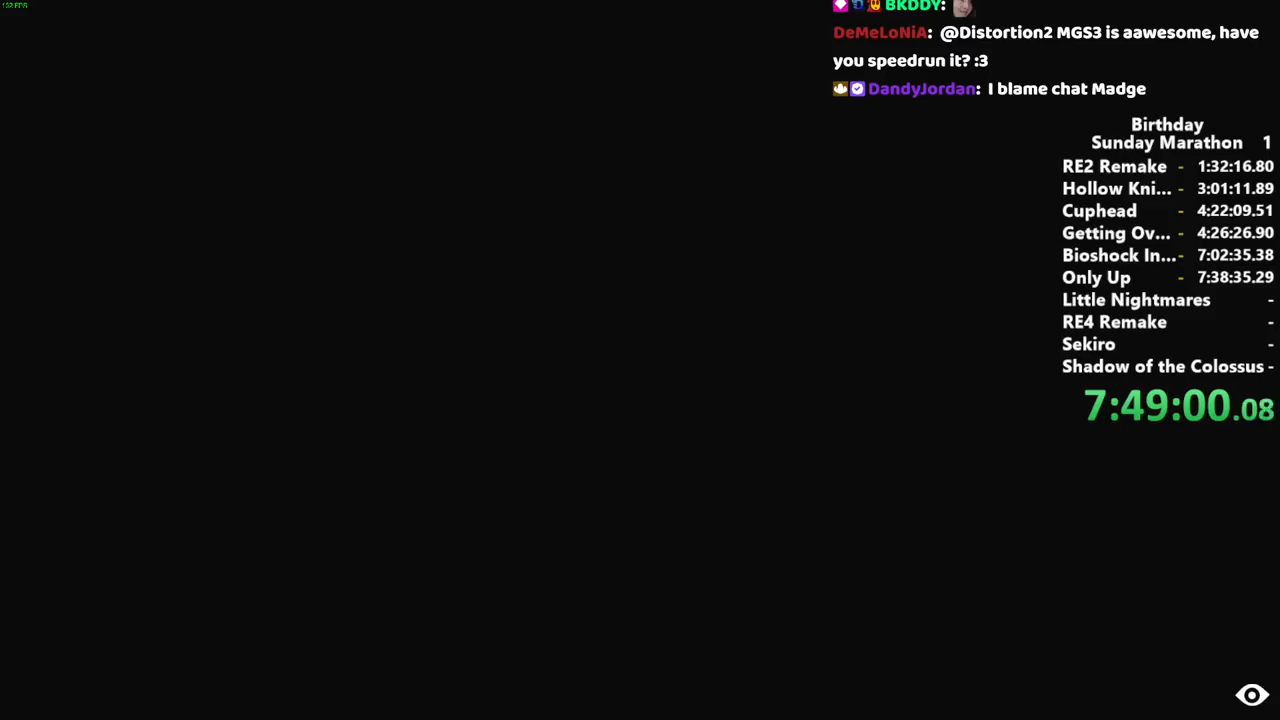 132 FPS
BKDDY:
DeMeLoNiA: @Distortion2 MGS3 is aawesome, have
you speedrun it? :3
DandyJordan: I blame chat Madge
Birthday
Sunday Marathon 1
RE2 Remake - 1:32:16.80
Hollow Kni... - 3:01:11.89
Cuphead - 4:22:09.51
Getting Ov... - 4:26:26.90
Bioshock In... - 7:02:35.38
Only Up - 7:38:35.29
Little Nightmares -
RE4 Remake -
Sekiro -
Shadow of the Colossus -
7:49:00.08